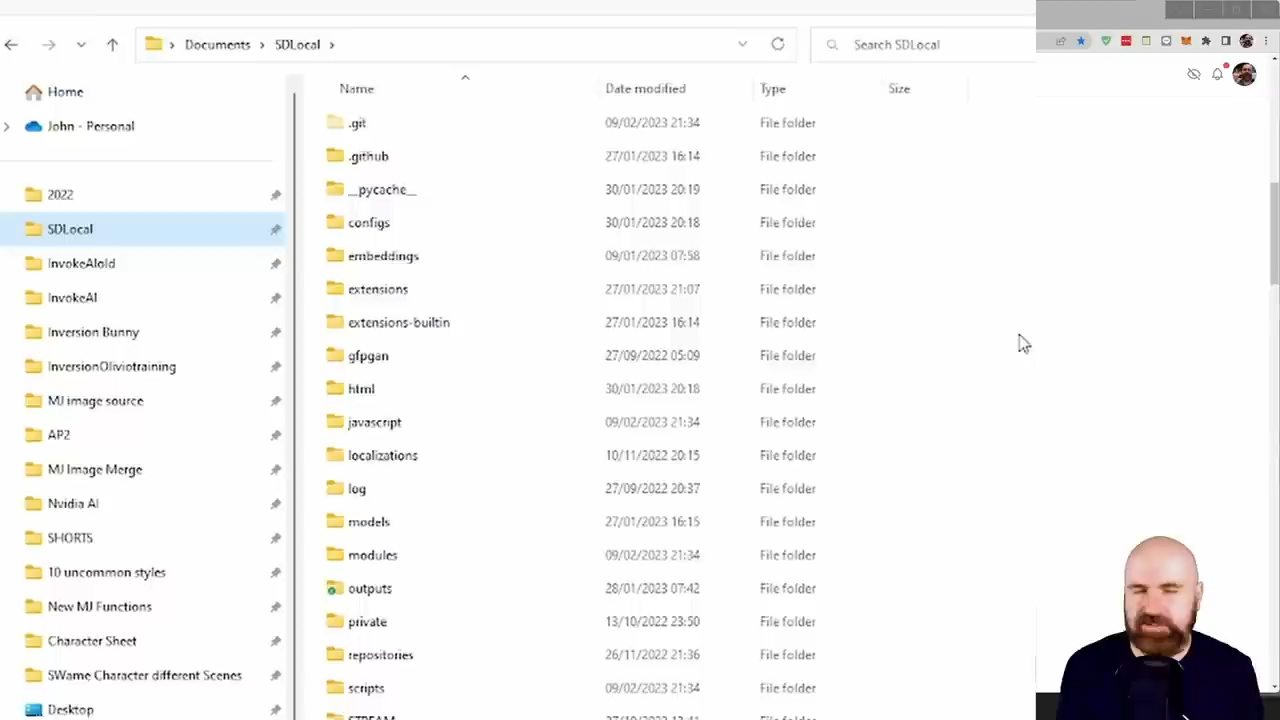 Documents > SDLocal >
Search SDLocal
Home
John - Personal
2022
SDLocal
InvokeAIold
InvokeAI
Inversion Bunny
InversionOliviotraining
MJ image source
AP2
MJ Image Merge
Nvidia AI
SHORTS
10 uncommon styles
New MJ Functions
Character Sheet
SWame Character different Scenes
Desktop
Name Date modified Type Size
.git 09/02/2023 21:34 File folder
.github 27/01/2023 16:14 File folder
__pycache__ 30/01/2023 20:19 File folder
configs 30/01/2023 20:18 File folder
embeddings 09/01/2023 07:58 File folder
extensions 27/01/2023 21:07 File folder
extensions-builtin 27/01/2023 16:14 File folder
gfpgan 27/09/2022 05:09 File folder
html 30/01/2023 20:18 File folder
javascript 09/02/2023 21:34 File folder
localizations 10/11/2022 20:15 File folder
log 27/09/2022 20:37 File folder
models 27/01/2023 16:15 File folder
modules 09/02/2023 21:34 File folder
outputs 28/01/2023 07:42 File folder
private 13/10/2022 23:50 File folder
repositories 26/11/2022 21:36 File folder
scripts 09/02/2023 21:34 File folder